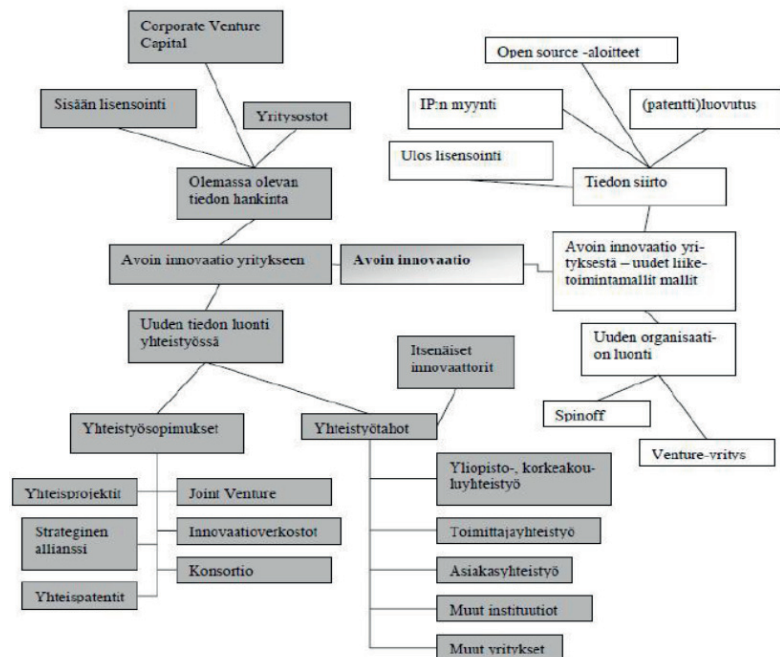 Corporate Venture
Capital
Open source -aloitteet
Sisään lisensointi
Yritysostot
IP:n myynti
(patentti)luovutus
Ulos lisensointi
Olemassa olevan
tiedon hankinta
Tiedon siirto
Avoin innovaatio yritykseen
Avoin innovaatio
Avoin innovaatio yri-
tyksestä – uudet liike-
toimintamallit mallit
Uuden tiedon luonti
yhteistyössä
Uuden organisaati-
on luonti
Itsenäiset
innovaattorit
Spinoff
Venture-yritys
Yhteistyösopimukset
Yhteistyötahot
Yhteisprojektit
Joint Venture
Strateginen
allianssi
Innovaatioverkostot
Yhteispatentit
Konsortio
Yliopisto-, korkeakou-
luyhteistyö
Toimittajayhteistyö
Asiakasyhteistyö
Muut instituutiot
Muut yritykset